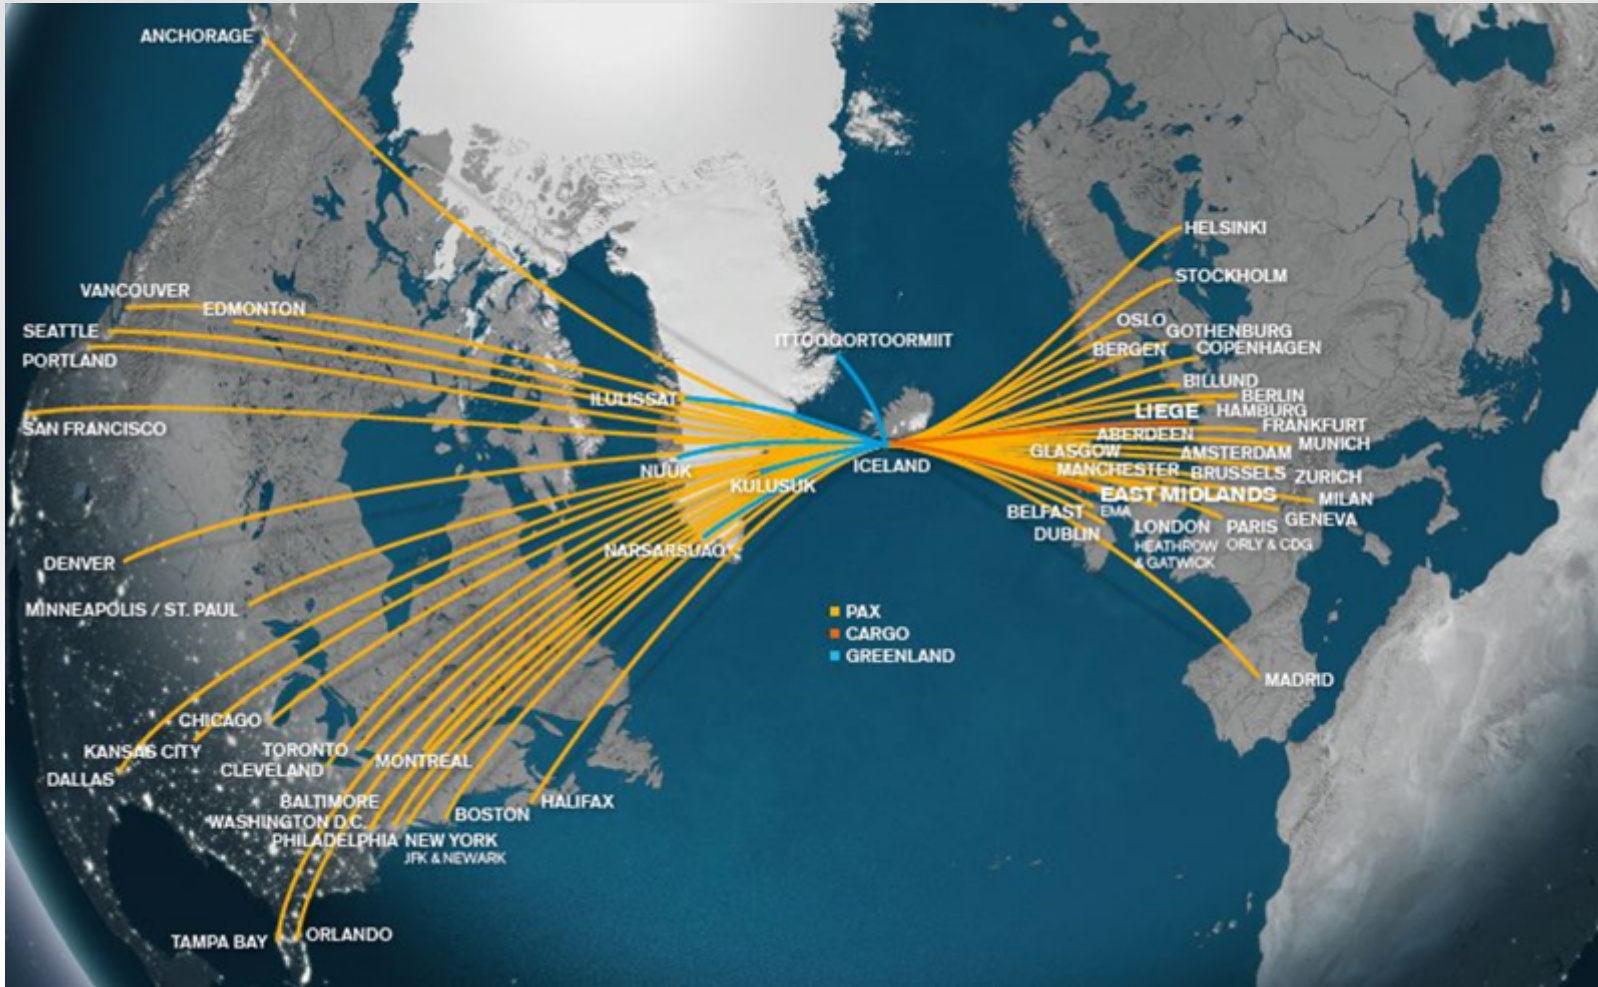 ANCHORAGE
VANCOUVER
EDMONTON
SEATTLE
PORTLAND
SAN FRANCISCO
DENVER
MINNEAPOLIS / ST. PAUL
CHICAGO
KANSAS CITY
DALLAS
TORONTO
CLEVELAND
MONTREAL
BALTIMORE
WASHINGTON D.C.
PHILADELPHIA
NEW YORK
JFK & NEWARK
BOSTON
HALIFAX
TAMPA BAY
ORLANDO
ITTOQQORTOORMIIT
ILULISSAT
NUUK
KULUSUK
NARSARSUAQ
ICELAND
PAX
CARGO
GREENLAND
HELSINKI
STOCKHOLM
OSLO
GOTHENBURG
BERGEN
COPENHAGEN
BILLUND
BERLIN
LIEGE
HAMBURG
FRANKFURT
ABERDEEN
MUNICH
GLASGOW
AMSTERDAM
MANCHESTER
BRUSSELS
ZURICH
EAST MIDLANDS
EMA
MILAN
BELFAST
GENEVA
DUBLIN
LONDON
HEATHROW
& GATWICK
PARIS
ORLY & CDG
MADRID